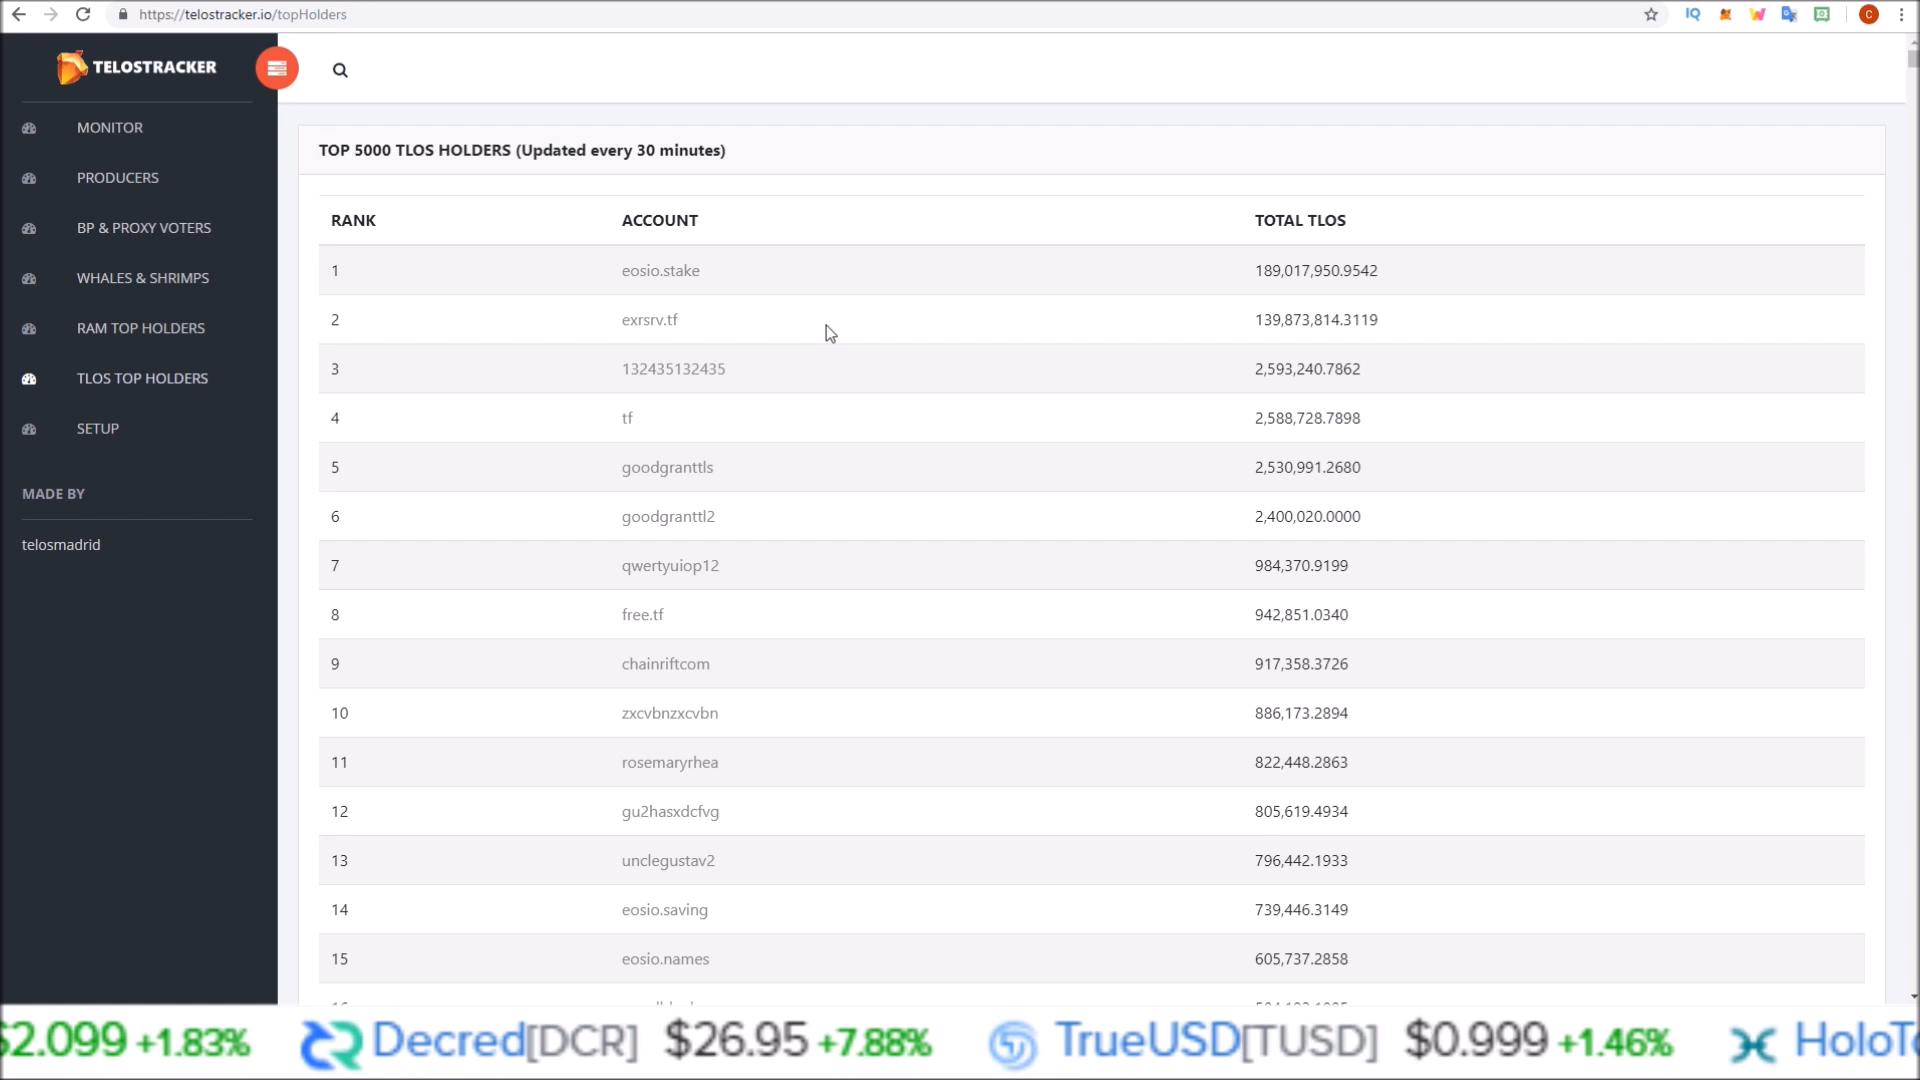 https://telostracker.io/topHolders
TELOSTRACKER
MONITOR
PRODUCERS
BP & PROXY VOTERS
WHALES & SHRIMPS
RAM TOP HOLDERS
TLOS TOP HOLDERS
SETUP
MADE BY
telosmadrid
TOP 5000 TLOS HOLDERS (Updated every 30 minutes)
RANK ACCOUNT TOTAL TLOS
1 eosio.stake 189,017,950.9542
2 exrsrv.tf 139,873,814.3119
3 132435132435 2,593,240.7862
4 tf 2,588,728.7898
5 goodgranttls 2,530,991.2680
6 goodgranttl2 2,400,020.0000
7 qwertyuiop12 984,370.9199
8 free.tf 942,851.0340
9 chainriftcom 917,358.3726
10 zxcvbnzxcvbn 886,173.2894
11 rosemaryrhea 822,448.2863
12 gu2hasxdcfvg 805,619.4934
13 unclegustav2 796,442.1933
14 eosio.saving 739,446.3149
15 eosio.names 605,737.2858
$2.099 +1.83% Decred[DCR] $26.95 +7.88% TrueUSD[TUSD] $0.999 +1.46% HoloTo